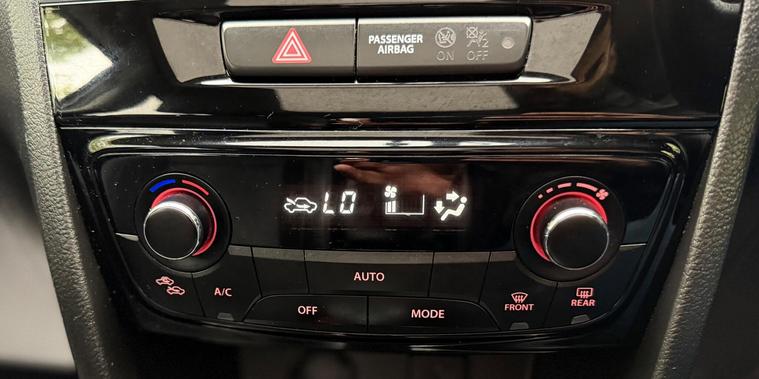 PASSENGER
AIRBAG
ON OFF
LO
AUTO
A/C
OFF
MODE
FRONT
REAR